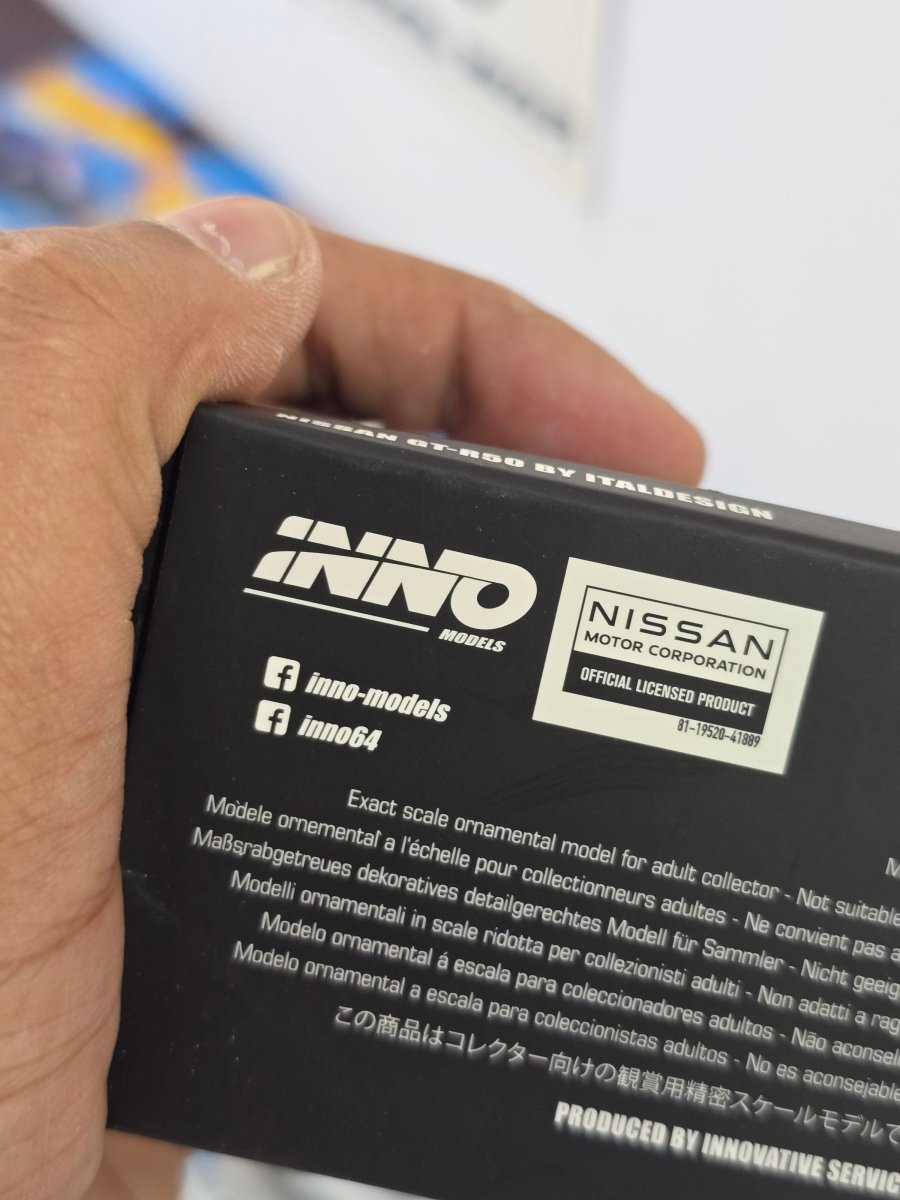 NISSAN GT-R50 BY ITALDESIGN
INNO
MODELS
NISSAN
MOTOR CORPORATION
OFFICIAL LICENSED PRODUCT
81-19520-41889
inno-models
inno64
Exact scale ornamental model for adult collector - Not suitable
Modèle ornemental a l'échelle pour collectionneurs adultes - Ne convient pas a
Maßsrabgetreues dekoratives detailgerechtes Modell für Sammler - Nicht geeig
Modelli ornamentali in scale ridotta per collezionisti adulti - Non adatti a rag
Modelo ornamental á escala para coleccionadores adultos - Não aconsell
Modelo ornamental a escala para coleccionistas adultos - No es aconsejable
この商品はコレクター向けの観賞用精密スケールモデルで
PRODUCED BY INNOVATIVE SERVIC